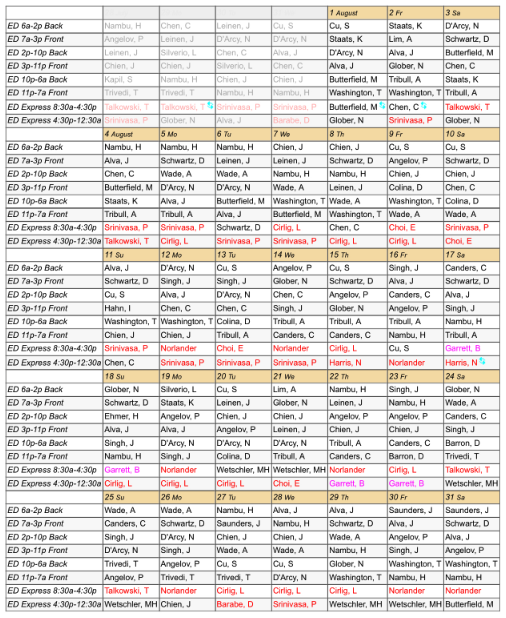 1 August 2 Fr 3 Sa
ED 6a-2p Back Nambu, H Chen, C Leinen, J Cu, S Cu, S Staats, K D'Arcy, N
ED 7a-3p Front Angelov, P Leinen, J D'Arcy, N D'Arcy, N Staats, K Lim, A Schwartz, D
ED 2p-10p Back Leinen, J Silverio, L Chen, C Alva, J D'Arcy, N Alva, J Butterfield, M
ED 3p-11p Front Chien, J Chien, J Silverio, L Chen, C Alva, J Glober, N Chien, J
ED 10p-6a Back Kapil, S Nambu, H Chien, J Chien, J Butterfield, M Tribull, A Staats, K
ED 11p-7a Front Trivedi, T Trivedi, T Nambu, H Nambu, H Washington, T Washington, T Tribull, A
ED Express 8:30a-4:30p Talkowski, T Talkowski, T Srinivasa, P Srinivasa, P Butterfield, M Chen, C Talkowski, T
ED Express 4:30p-12:30a Srinivasa, P Glober, N Alva, J Barabe, D Glober, N Srinivasa, P Glober, N
4 August 5 Mo 6 Tu 7 We 8 Th 9 Fr 10 Sa
ED 6a-2p Back Nambu, H Nambu, H Nambu, H Chien, J Chien, J Cu, S Cu, S
ED 7a-3p Front Alva, J Schwartz, D Leinen, J Leinen, J Schwartz, D Angelov, P Schwartz, D
ED 2p-10p Back Chen, C Wade, A Wade, A Nambu, H Nambu, H Chien, J Chien, J
ED 3p-11p Front Butterfield, M D'Arcy, N D'Arcy, N Wade, A Leinen, J Colina, D Chen, C
ED 10p-6a Back Staats, K Alva, J Butterfield, M Washington, T Washington, T Washington, T Colina, D
ED 11p-7a Front Tribull, A Tribull, A Alva, J Butterfield, M Washington, T Wade, A Wade, A
ED Express 8:30a-4:30p Srinivasa, P Srinivasa, P Schwartz, D Cirlig, L Chen, C Choi, E Srinivasa, P
ED Express 4:30p-12:30a Talkowski, T Cirlig, L Srinivasa, P Srinivasa, P Cirlig, L Cirlig, L Choi, E
11 Su 12 Mo 13 Tu 14 We 15 Th 16 Fr 17 Sa
ED 6a-2p Back Alva, J D'Arcy, N Cu, S Angelov, P Cu, S Singh, J Canders, C
ED 7a-3p Front Schwartz, D Singh, J Singh, J Glober, N Schwartz, D Schwartz, D Singh, J
ED 2p-10p Back Cu, S Alva, J D'Arcy, N Chen, C Angelov, P Canders, C Alva, J
ED 3p-11p Front Hahn, I Chen, C Chen, C Singh, J Glober, N Angelov, P Glober, N
ED 10p-6a Back Washington, T Washington, T Colina, D Tribull, A Tribull, A Tribull, A Nambu, H
ED 11p-7a Front Chien, J Chien, J Tribull, A Canders, C Canders, C Nambu, H Tribull, A
ED Express 8:30a-4:30p Srinivasa, P Norlander Choi, E Norlander Cirlig, L Cu, S Garrett, B
ED Express 4:30p-12:30a Chen, C Srinivasa, P Srinivasa, P Srinivasa, P Harris, N Norlander Harris, N
18 Su 19 Mo 20 Tu 21 We 22 Th 23 Fr 24 Sa
ED 6a-2p Back Glober, N Silverio, L Cu, S Lim, A Nambu, H Singh, J Glober, N
ED 7a-3p Front Schwartz, D Staats, K Leinen, J Glober, N Leinen, J Nambu, H Wade, A
ED 2p-10p Back Ehmer, H Angelov, P Chien, J Chien, J Angelov, P Angelov, P Canders, C
ED 3p-11p Front Alva, J Alva, J Angelov, P Leinen, J Chien, J Chien, J Singh, J
ED 10p-6a Back Singh, J D'Arcy, N D'Arcy, N D'Arcy, N Tribull, A Canders, C Barron, D
ED 11p-7a Front Nambu, H Singh, J Colina, D Tribull, A Canders, C Barron, D Trivedi, T
ED Express 8:30a-4:30p Garrett, B Norlander Wetschler, MH Wetschler, MH Norlander Cirlig, L Talkowski, T
ED Express 4:30p-12:30a Cirlig, L Cirlig, L Cirlig, L Choi, E Garrett, B Garrett, B Wetschler, MH
25 Su 26 Mo 27 Tu 28 We 29 Th 30 Fr 31 Sa
ED 6a-2p Back Wade, A Wade, A Nambu, H Alva, J Alva, J Saunders, J Saunders, J
ED 7a-3p Front Canders, C Schwartz, D Saunders, J Nambu, H Schwartz, D Alva, J Schwartz, D
ED 2p-10p Back Singh, J D'Arcy, N Chen, C Chen, C Nambu, H Singh, J Alva, J
ED 3p-11p Front D'Arcy, N Singh, J Wade, A Wade, A Singh, J Angelov, P Angelov, P
ED 10p-6a Back Trivedi, T Angelov, P Cu, S Cu, S Glober, N Washington, T Washington, T
ED 11p-7a Front Angelov, P Trivedi, T Trivedi, T D'Arcy, N Washington, T Nambu, H Nambu, H
ED Express 8:30a-4:30p Talkowski, T Norlander Cirlig, L Cirlig, L Cirlig, L Norlander Norlander
ED Express 4:30p-12:30a Wetschler, MH Chien, J Barabe, D Srinivasa, P Wetschler, MH Wetschler, MH Butterfield, M